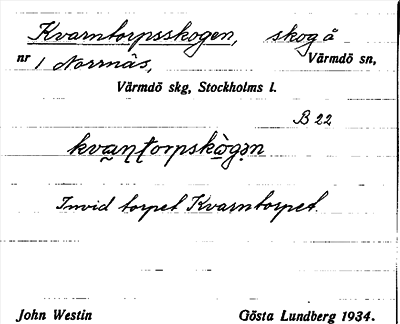 Kvarntorpsskogen, skog å
nr 1 Norrnäs, Värmdö sn,
Värmdö skg, Stockholms l.
B 22
kvaɳʈorpskògen
Invid torpet Kvarntorpet.
John Westin Gösta Lundberg 1934.